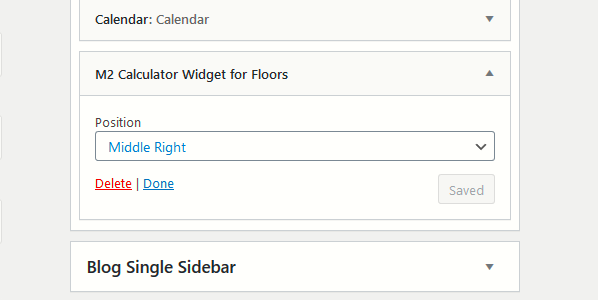 Calendar: Calendar
M2 Calculator Widget for Floors
Position
Middle Right
Delete | Done
Saved
Blog Single Sidebar